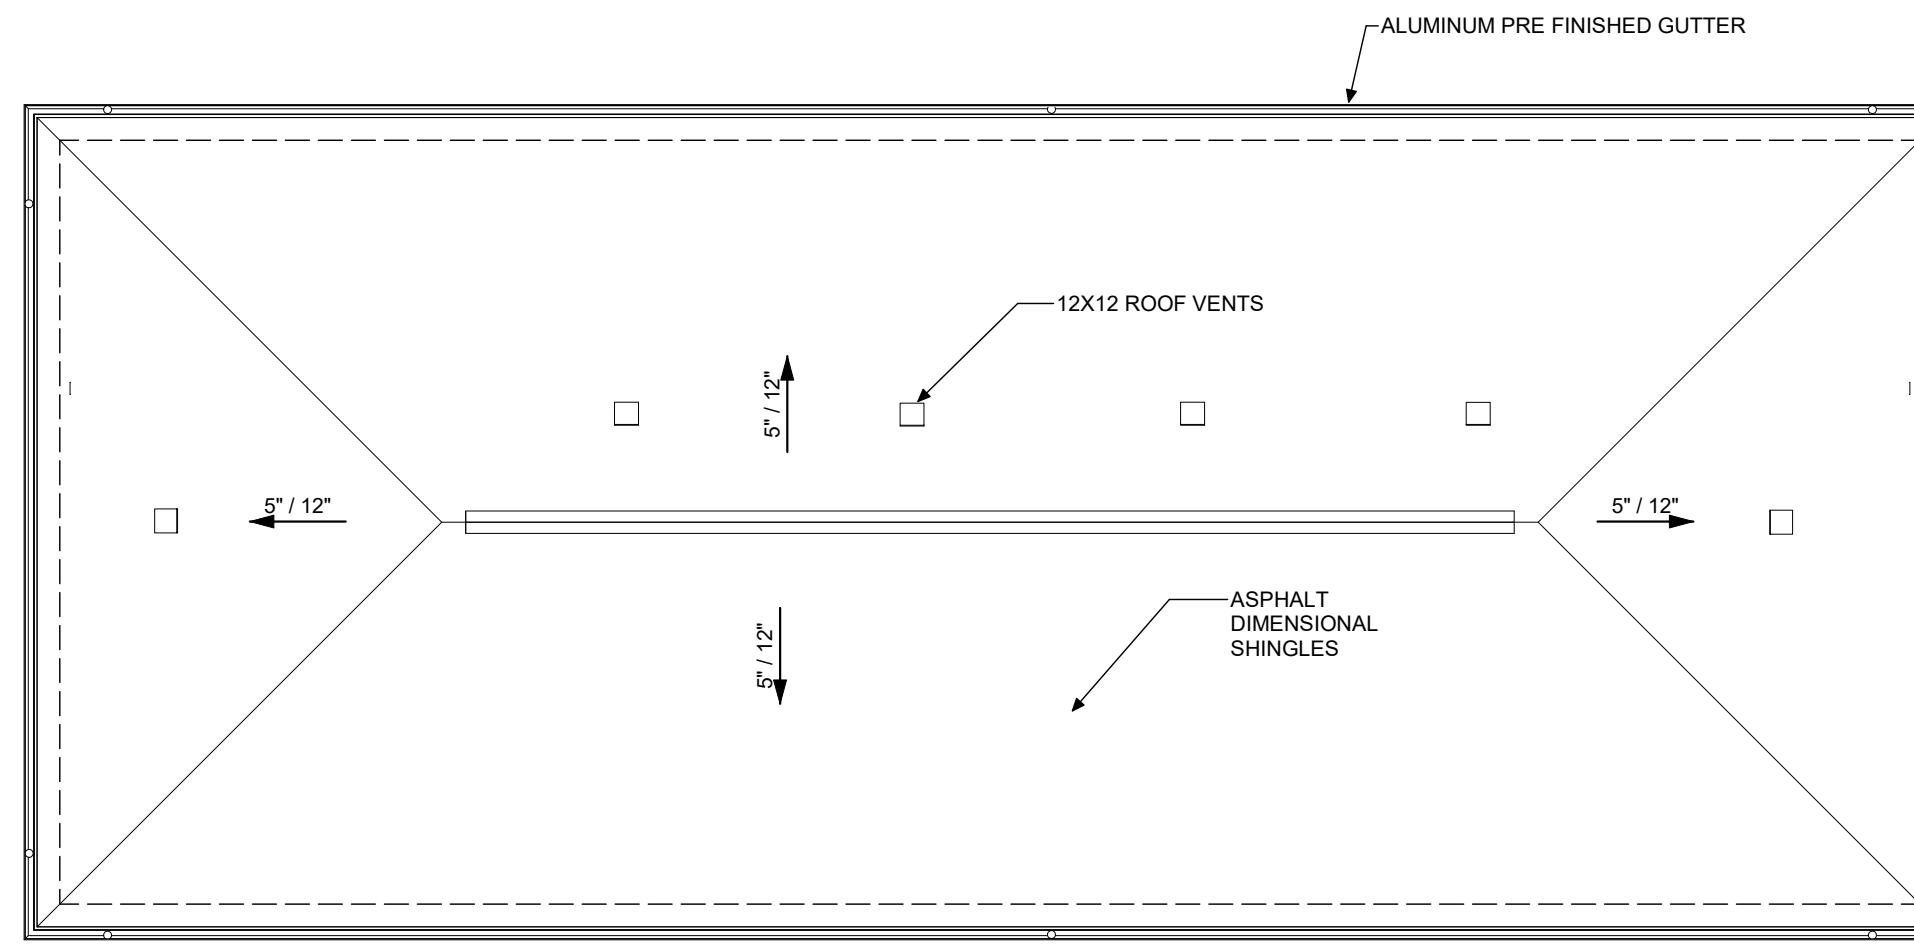 ALUMINUM PRE FINISHED GUTTER
12X12 ROOF VENTS
5" / 12"
5" / 12"
5" / 12"
ASPHALT
DIMENSIONAL
SHINGLES
5" / 12"